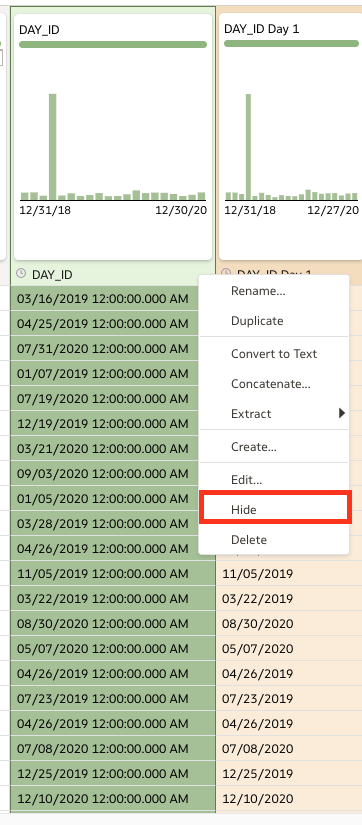 DAY_ID
DAY_ID Day 1
12/31/18
12/30/20
12/31/18
12/27/20
DAY_ID
DAY_ID Day 1
03/16/2019 12:00:00.000 AM
04/25/2019 12:00:00.000 AM
07/31/2020 12:00:00.000 AM
01/07/2019 12:00:00.000 AM
07/19/2020 12:00:00.000 AM
12/19/2019 12:00:00.000 AM
03/21/2020 12:00:00.000 AM
09/03/2020 12:00:00.000 AM
01/05/2020 12:00:00.000 AM
03/28/2019 12:00:00.000 AM
04/26/2019 12:00:00.000 AM
11/05/2019 12:00:00.000 AM
03/22/2019 12:00:00.000 AM
08/30/2020 12:00:00.000 AM
05/07/2020 12:00:00.000 AM
04/26/2019 12:00:00.000 AM
07/23/2019 12:00:00.000 AM
04/26/2019 12:00:00.000 AM
07/08/2020 12:00:00.000 AM
12/25/2019 12:00:00.000 AM
12/10/2020 12:00:00.000 AM
Rename...
Duplicate
Convert to Text
Concatenate...
Extract
Create...
Edit...
Hide
Delete
11/05/2019
03/22/2019
08/30/2020
05/07/2020
04/26/2019
07/23/2019
04/26/2019
07/08/2020
12/25/2019
12/10/2020